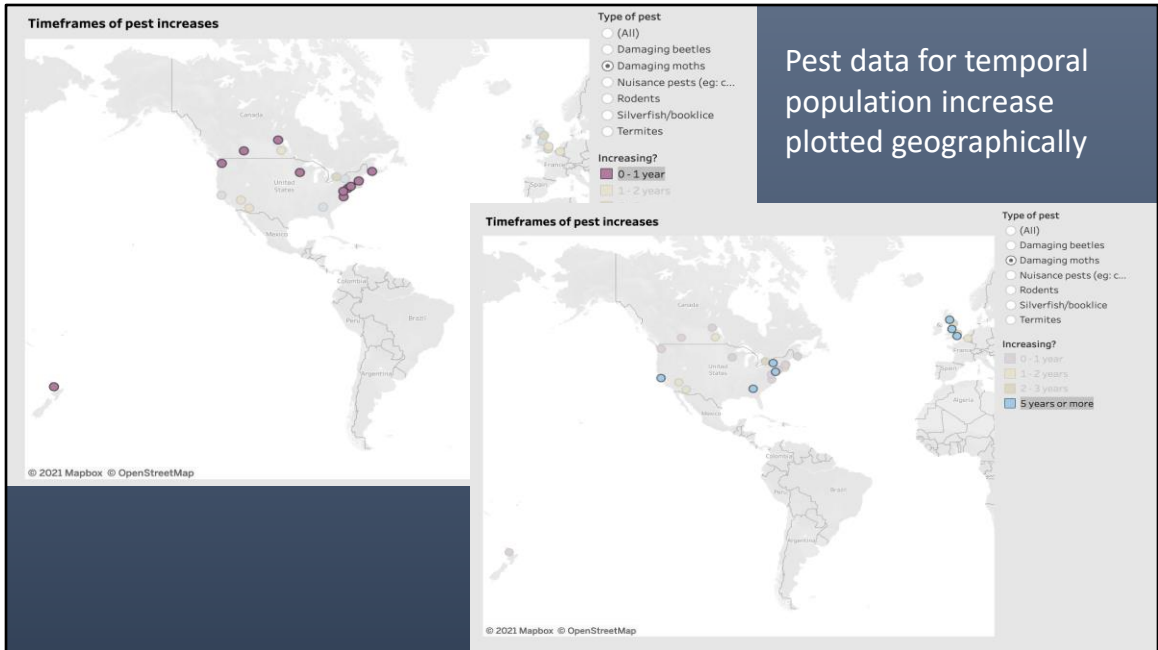 Timeframes of pest increases
Canada
United
States
Mexico
Colombia
Peru
Brazil
Argentina
France
Spain
© 2021 Mapbox © OpenStreetMap
Type of pest
(All)
Damaging beetles
Damaging moths
Nuisance pests (eg: c...
Rodents
Silverfish/booklice
Termites
Increasing?
0 - 1 year
1 - 2 years
Pest data for temporal
population increase
plotted geographically
Timeframes of pest increases
Canada
United
States
Mexico
Colombia
Peru
Brazil
Argentina
France
Spain
Algeria
© 2021 Mapbox © OpenStreetMap
Type of pest
(All)
Damaging beetles
Damaging moths
Nuisance pests (eg: c...
Rodents
Silverfish/booklice
Termites
Increasing?
0 - 1 year
1 - 2 years
2 - 3 years
5 years or more